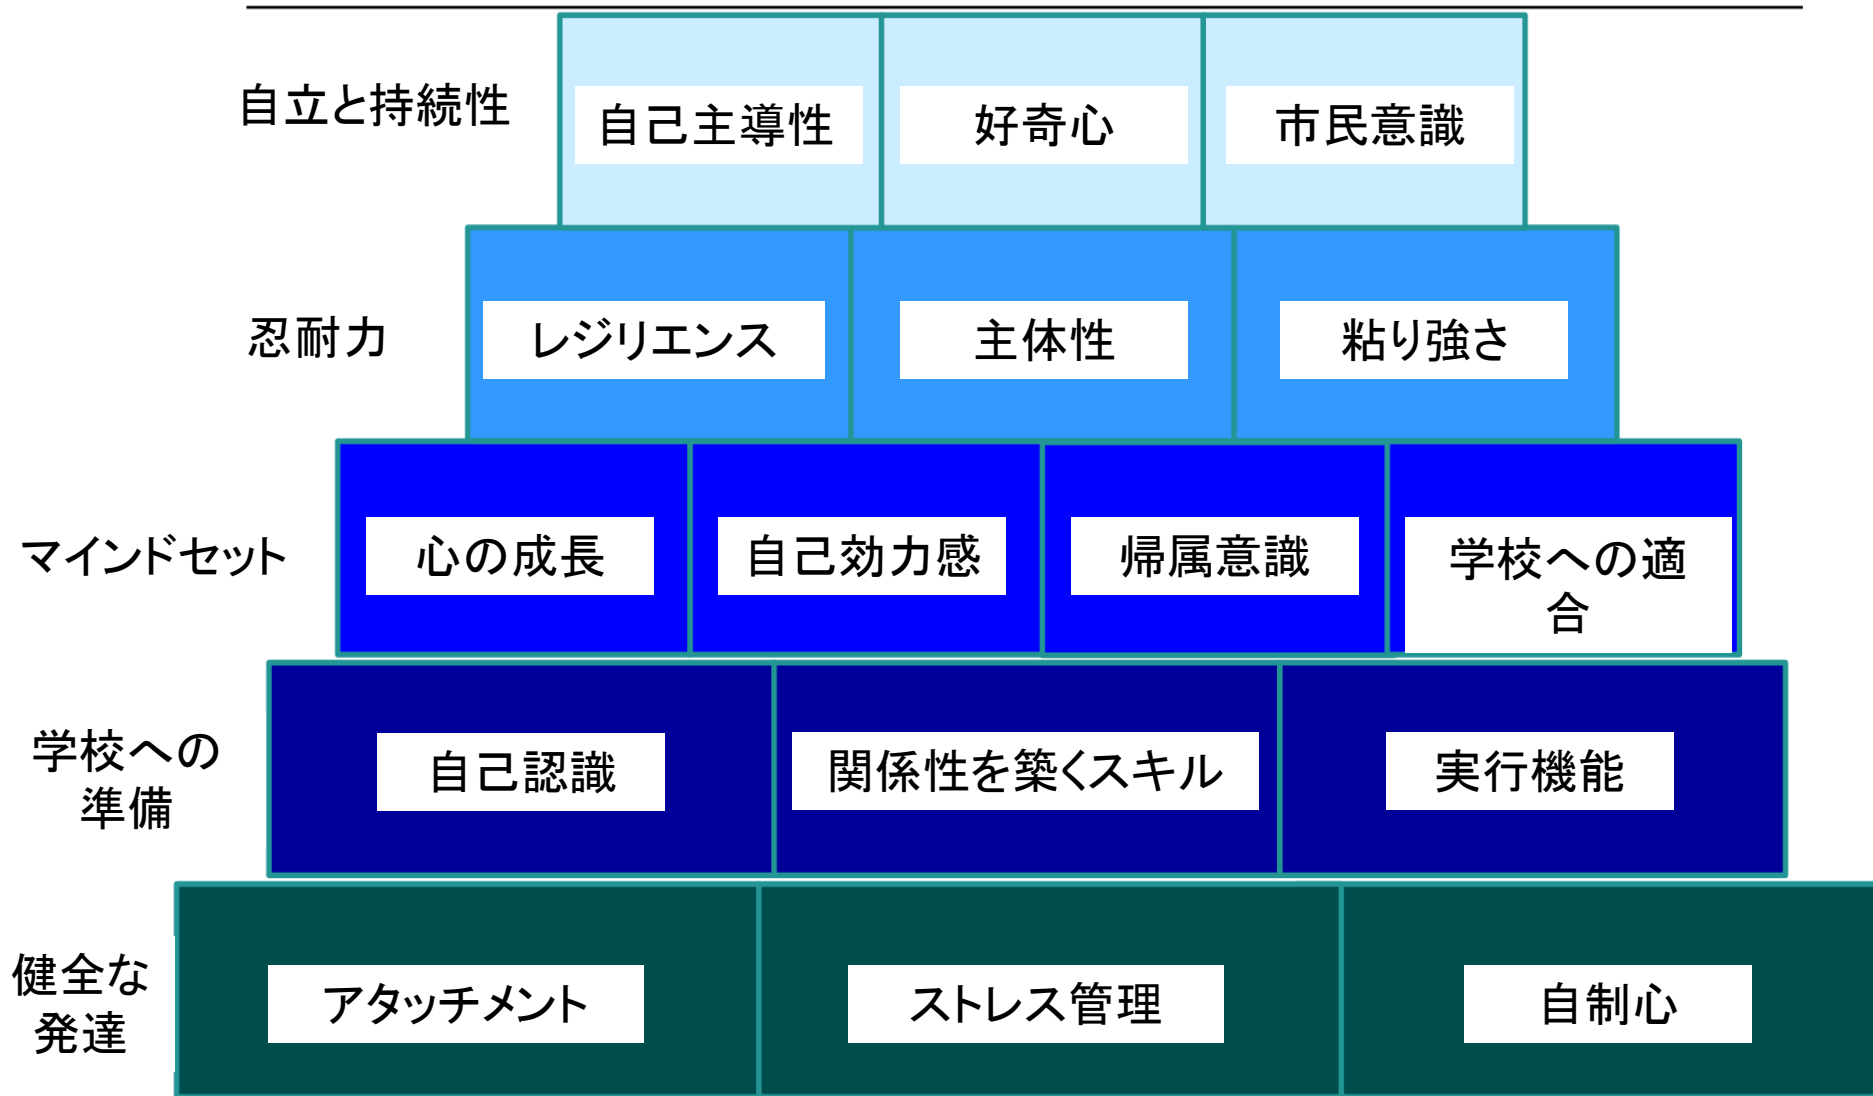 自立と持続性
自己主導性
好奇心
市民意識
忍耐力
レジリエンス
主体性
粘り強さ
マインドセット
心の成長
自己効力感
帰属意識
学校への適
合
学校への
準備
自己認識
関係性を築くスキル
実行機能
健全な
発達
アタッチメント
ストレス管理
自制心